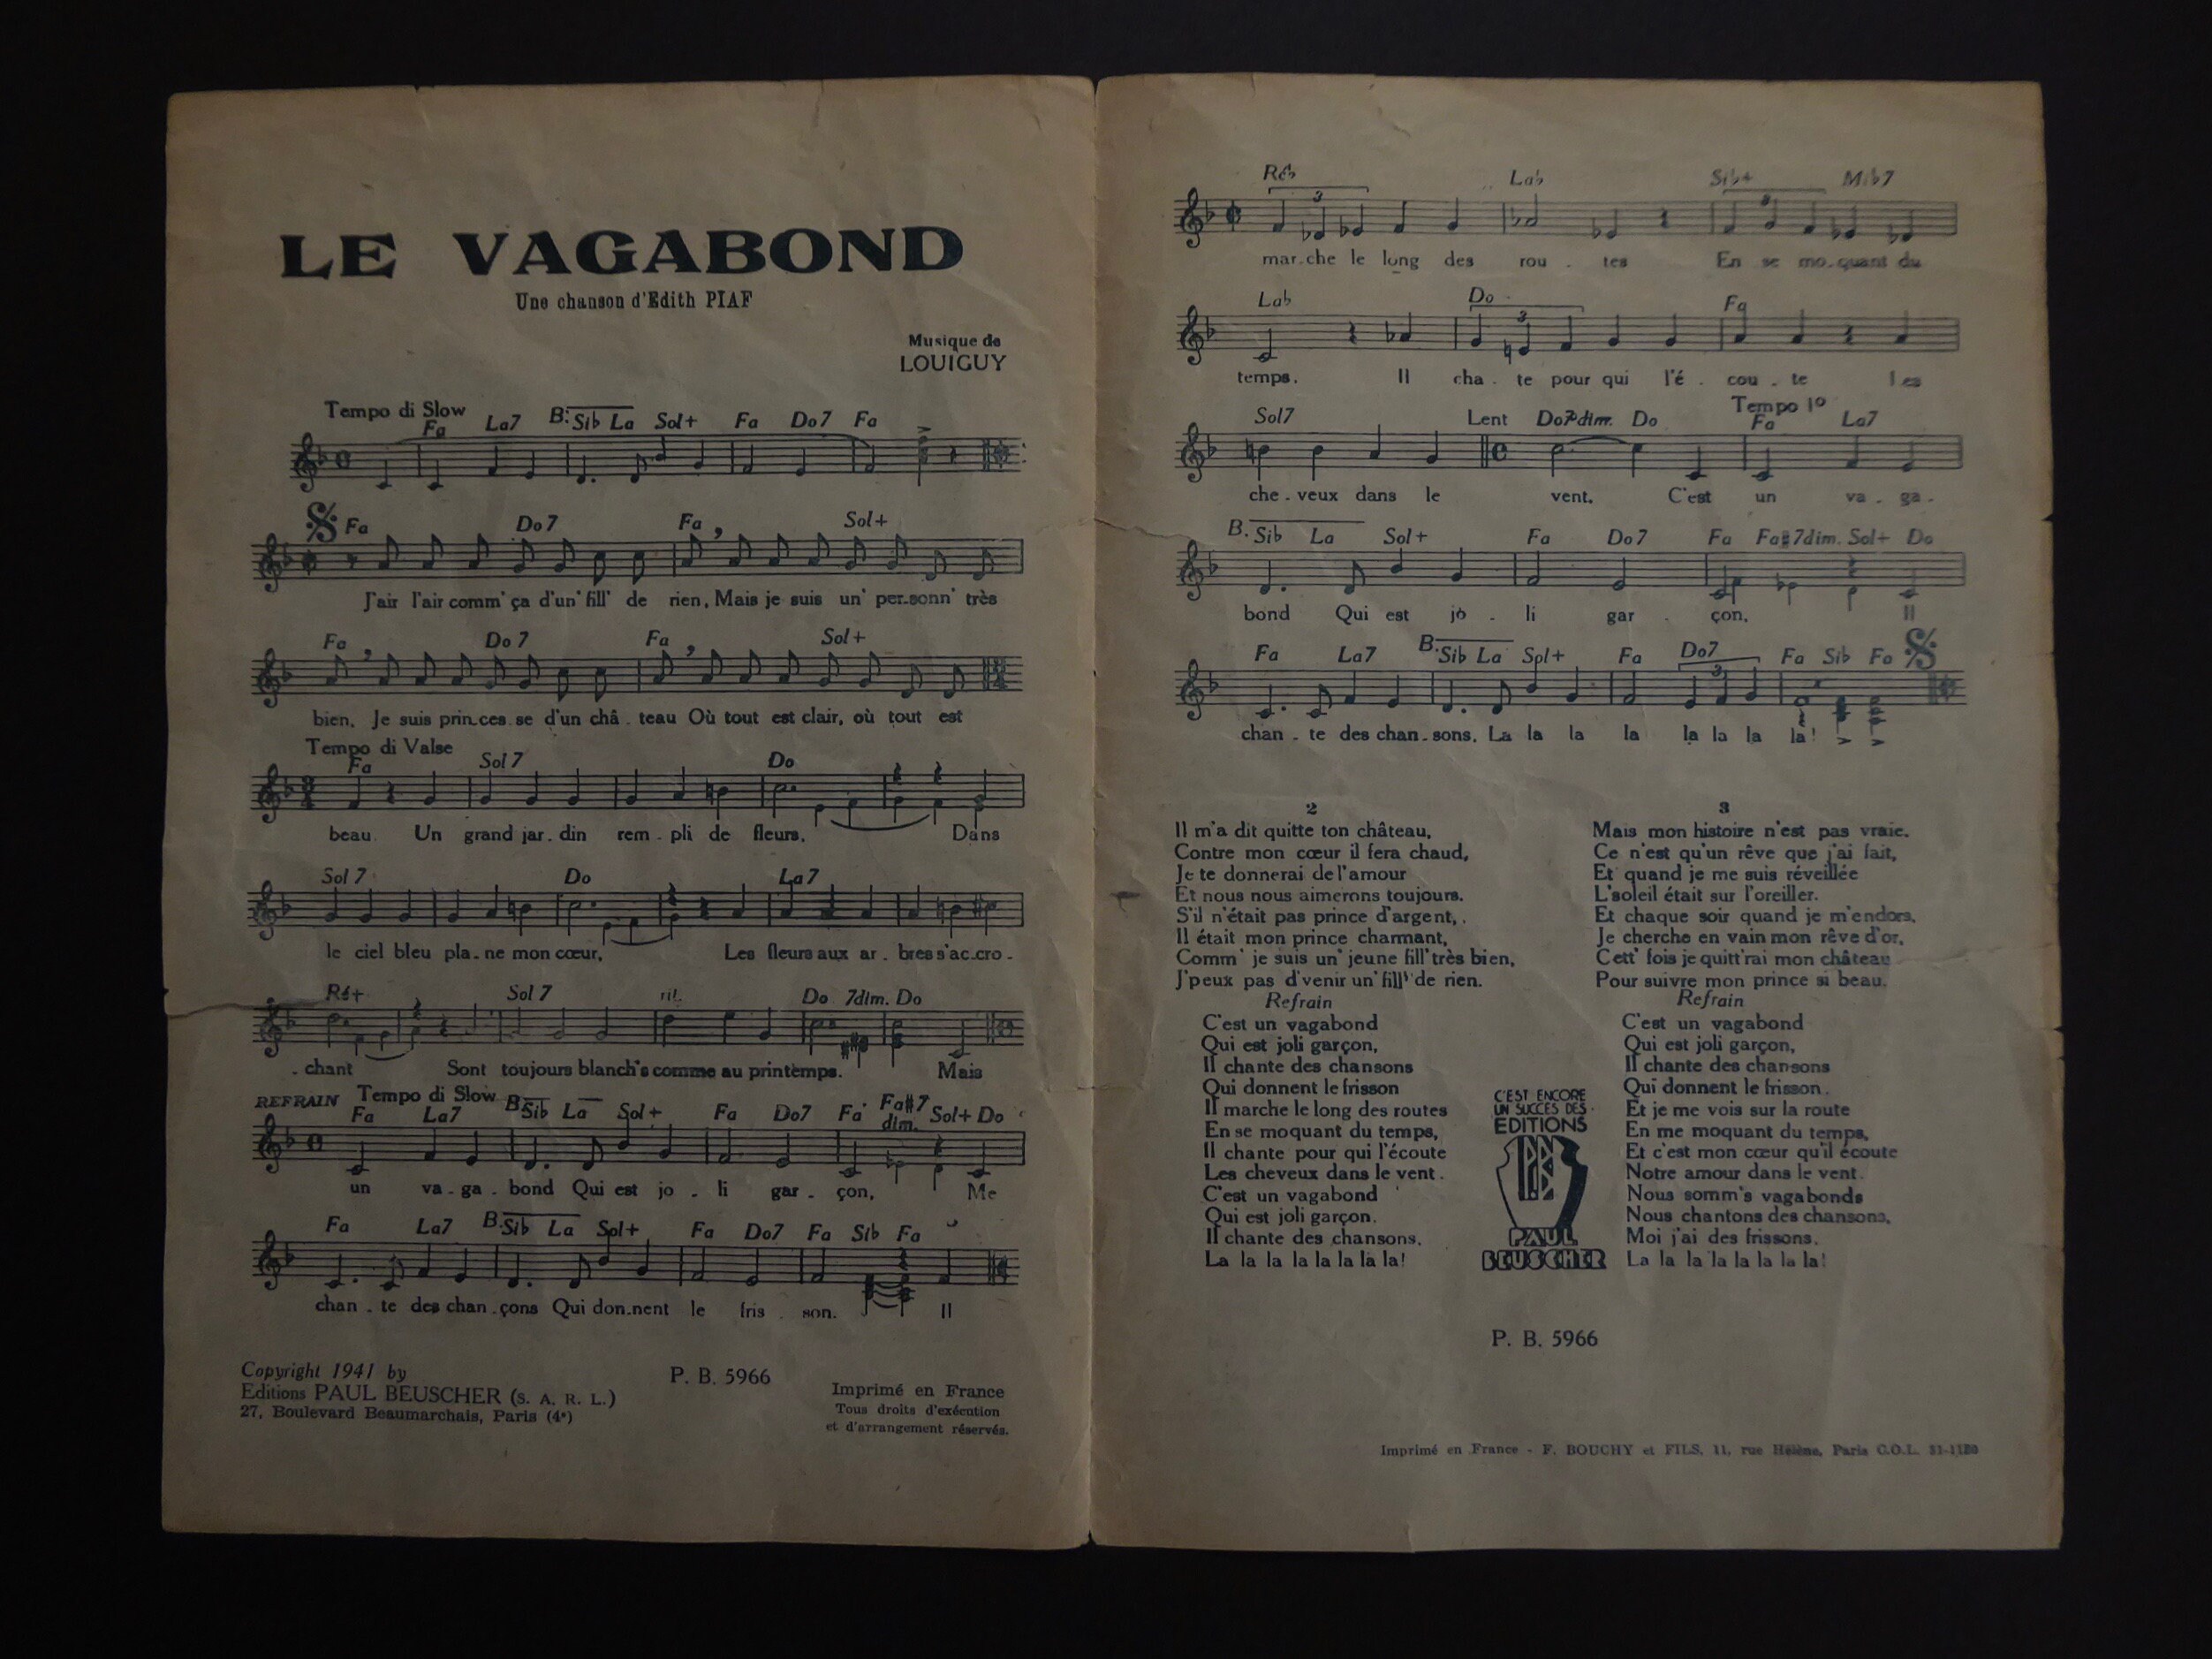 LE VAGABOND
Une chanson d'Edith PIAF
Musique de
LOUIGUY
Tempo di Slow
Fa La7 B. Sib La Sol+ Fa Do7 Fa
Fa Do7 Fa Sol+
J'air l'air comm' ça d'un' fill' de rien, Mais je suis un' per-sonn' très
Fa Do7 Fa Sol+
bien. Je suis prin-ces-se d'un châ-teau Où tout est clair, où tout est
Tempo di Valse
Fa Sol7 Do
beau. Un grand jar-din rem-pli de fleurs, Dans
Sol7 Do La7
le ciel bleu pla-ne mon cœur, Les fleurs aux ar-bres s'ac-cro-
Ré+ Sol7 rit. Do 7dim. Do
-chant Sont toujours blanch's comme au printemps. Mais
REFRAIN Tempo di Slow
Fa La7 B. Sib La Sol+ Fa Do7 Fa Fa#7 dim. Sol+ Do
un va-ga-bond Qui est jo-li gar-çon, Me
Fa La7 B. Sib La Sol+ Fa Do7 Fa Sib Fa
chan-te des chan-çons Qui don-nent le fris-son. Il
Copyright 1941 by
Editions PAUL BEUSCHER (S. A. R. L.)
27, Boulevard Beaumarchais, Paris (4e)
P. B. 5966
Imprimé en France
Tous droits d'exécution
et d'arrangement réservés.
Réb Lab Sib+ Mib7
3 3
mar-che le long des rou-tes En se mo-quant du
Lab Do Fa
3
temps. Il cha-te pour qui l'é-cou-te Les
Sol7 Lent Do7dim. Do Tempo 1º Fa La7
che-veux dans le vent. C'est un va-ga-
B. Sib La Sol+ Fa Do7 Fa Fa#7dim. Sol+ Do
bond Qui est jo-li gar-çon, Il
Fa La7 B. Sib La Sol+ Fa Do7 Fa Sib Fa
3
chan-te des chan-sons, La la la la la la la la!
2
Il m'a dit quitte ton château,
Contre mon cœur il fera chaud,
Je te donnerai de l'amour
Et nous nous aimerons toujours.
S'il n'était pas prince d'argent,
Il était mon prince charmant,
Comm' je suis un' jeune fill' très bien,
J'peux pas d'venir un' fill' de rien.
Refrain
C'est un vagabond
Qui est joli garçon,
Il chante des chansons
Qui donnent le frisson
Il marche le long des routes
En se moquant du temps,
Il chante pour qui l'écoute
Les cheveux dans le vent.
C'est un vagabond
Qui est joli garçon.
Il chante des chansons,
La la la la la la la la!
3
Mais mon histoire n'est pas vraie.
Ce n'est qu'un rêve que j'ai fait,
Et quand je me suis réveillée
L'soleil était sur l'oreiller.
Et chaque soir quand je m'endors,
Je cherche en vain mon rêve d'or,
Cett' fois je quitt'rai mon château
Pour suivre mon prince si beau.
Refrain
C'est un vagabond
Qui est joli garçon,
Il chante des chansons
Qui donnent le frisson.
Et je me vois sur la route
En me moquant du temps,
Et c'est mon cœur qu'il écoute
Notre amour dans le vent.
Nous somm's vagabonds
Nous chantons des chansons,
Moi j'ai des frissons.
La la la la la la la la!
C'EST ENCORE
UN SUCCES DES
EDITIONS
PAUL
BEUSCHER
P. B. 5966
Imprimé en France - F. BOUCHY et FILS, 11, rue Hélène, Paris C.O.L.